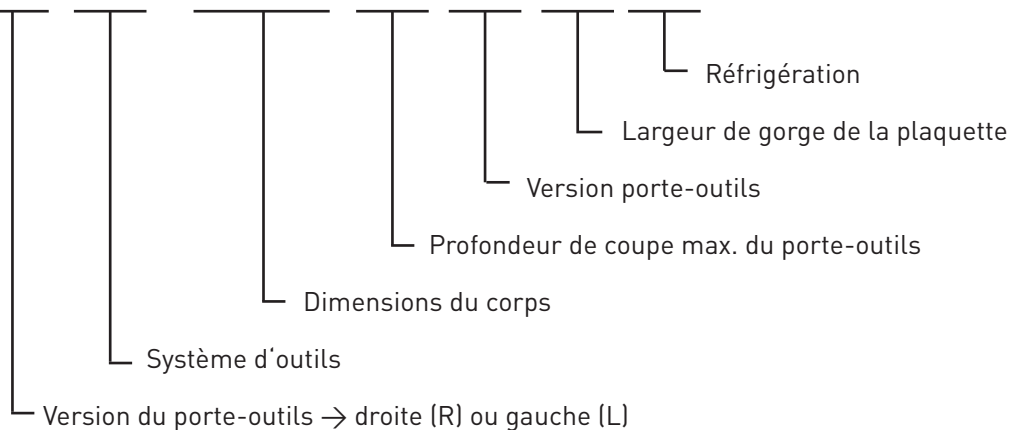 Réfrigération
Largeur de gorge de la plaquette
Version porte-outils
Profondeur de coupe max. du porte-outils
Dimensions du corps
Système d‘outils
Version du porte-outils → droite (R) ou gauche (L)